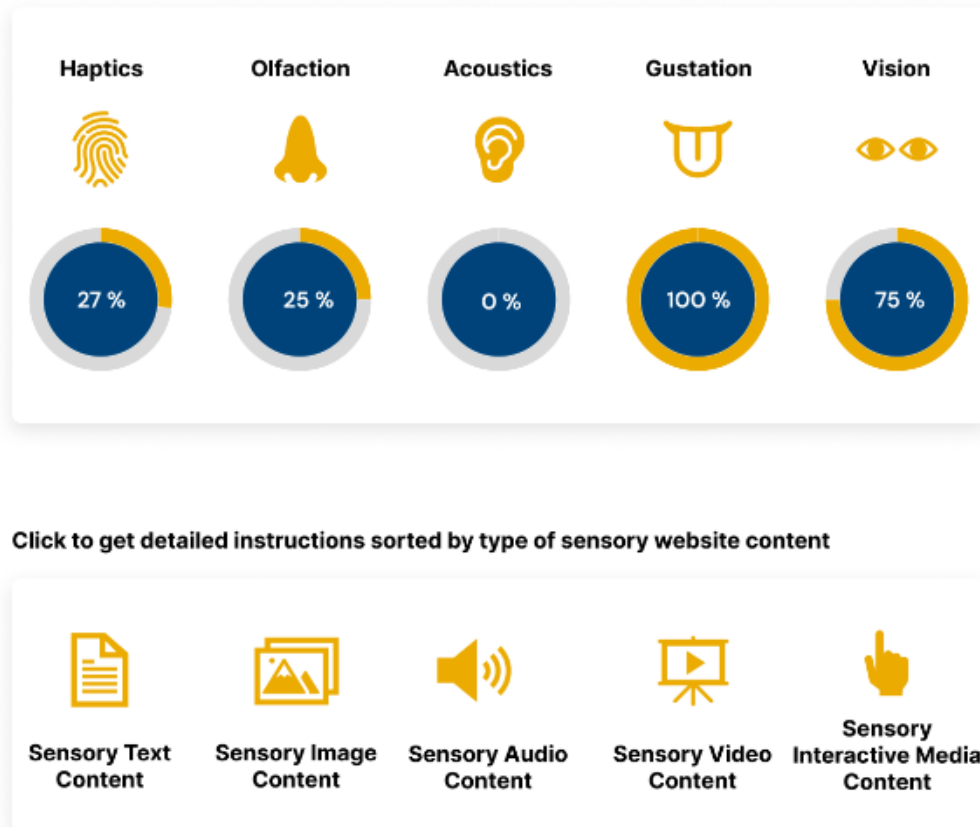 Haptics Olfaction Acoustics Gustation Vision
27 % 25 % 0 % 100 % 75 %
Click to get detailed instructions sorted by type of sensory website content
Sensory Text Content
Sensory Image Content
Sensory Audio Content
Sensory Video Content
Sensory Interactive Media Content